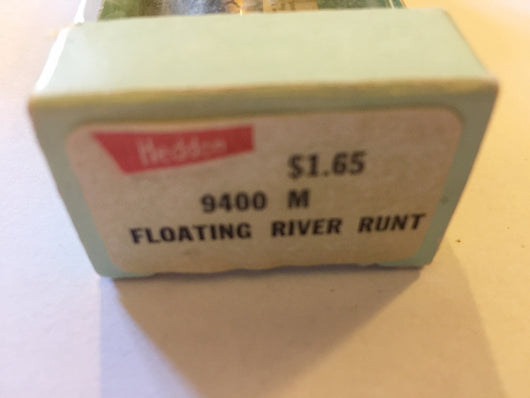 Heddon
$1.65
9400 M
FLOATING RIVER RUNT